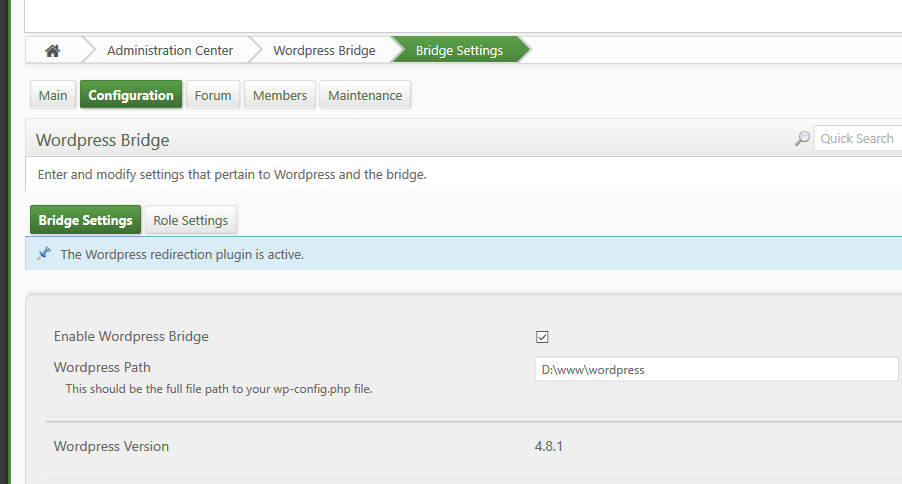 Administration Center Wordpress Bridge Bridge Settings
Main Configuration Forum Members Maintenance
Wordpress Bridge Quick Search
Enter and modify settings that pertain to Wordpress and the bridge.
Bridge Settings Role Settings
The Wordpress redirection plugin is active.
Enable Wordpress Bridge
Wordpress Path D:\www\wordpress
This should be the full file path to your wp-config.php file.
Wordpress Version 4.8.1